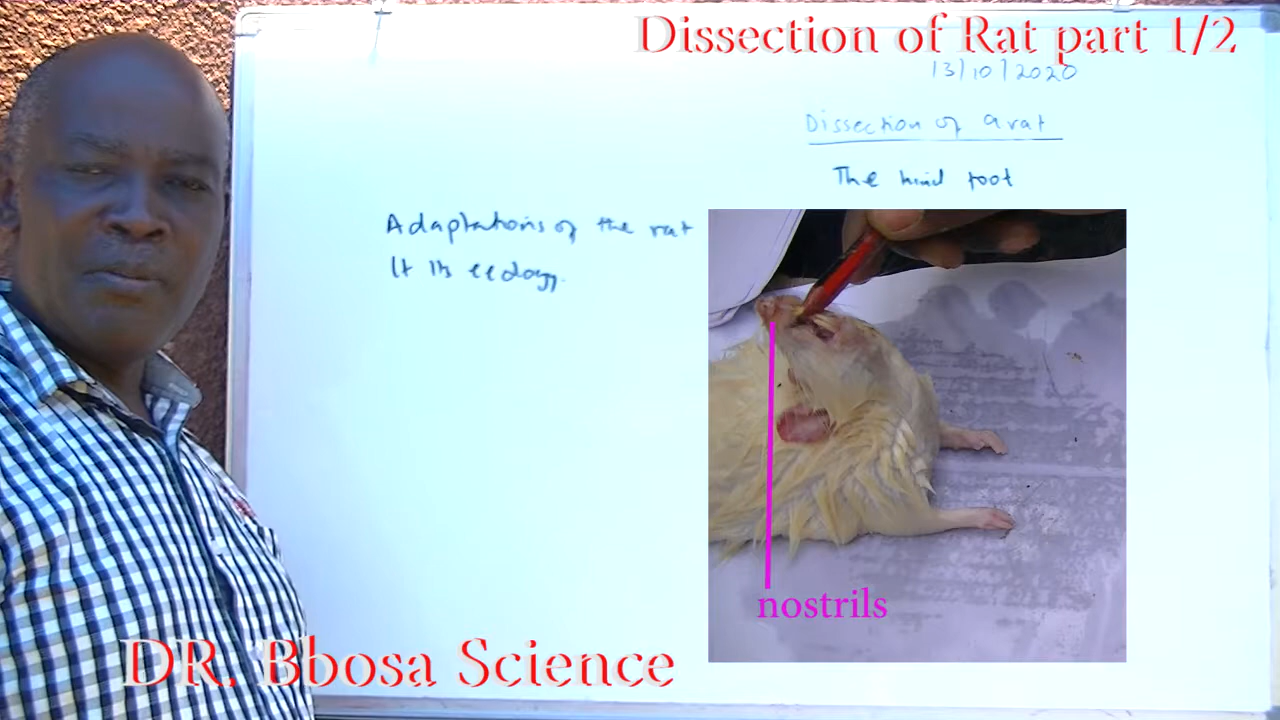 Dissection of Rat part 1/2
13/10/2020
Dissection of a rat
The hind foot
Adaptations of the rat
to its ecology.
nostrils
DR. Bbosa Science